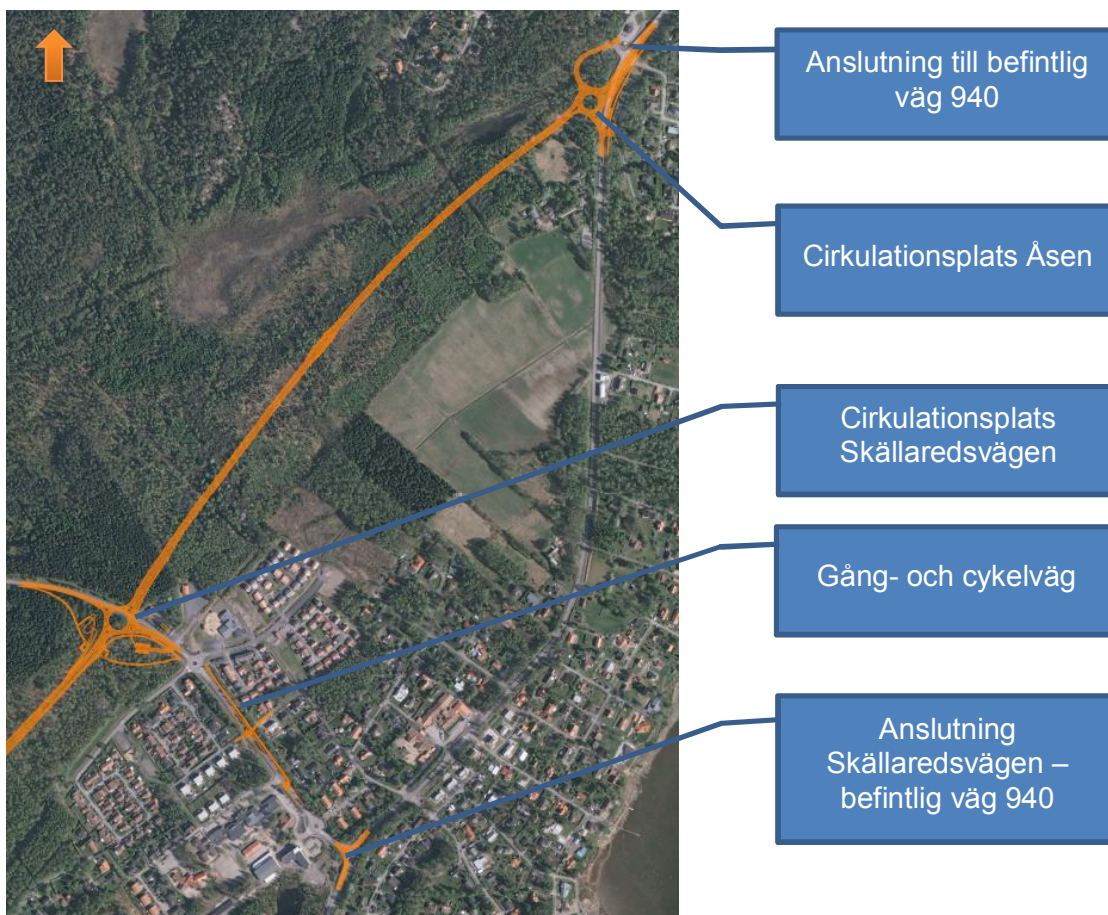 Anslutning till befintlig
väg 940
Cirkulationsplats Åsen
Cirkulationsplats
Skällaredsvägen
Gång- och cykelväg
Anslutning
Skällaredsvägen –
befintlig väg 940